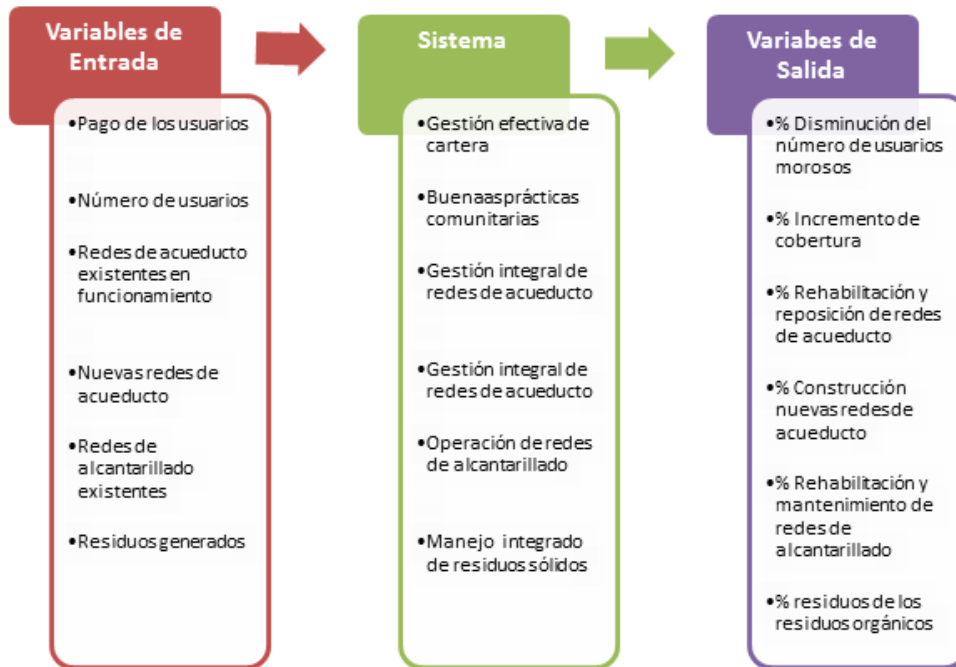 Variables de
Entrada
•Pago de los usuarios
•Número de usuarios
•Redes de acueducto
existentes en
funcionamiento
•Nuevas redes de
acueducto
•Redes de
alcantarillado
existentes
•Residuos generados
Sistema
•Gestión efectiva de
cartera
•Buenaas prácticas
comunitarias
•Gestión integral de
redes de acueducto
•Gestión integral de
redes de acueducto
•Operación de redes
de alcantarillado
•Manejo integrado
de residuos sólidos
Variabes de
Salida
•% Disminución del
número de usuarios
morosos
•% Incremento de
cobertura
•% Rehabilitación y
reposición de redes
de acueducto
•% Construcción
nuevas redes de
acueducto
•% Rehabilitación y
mantenimiento de
redes de
alcantarillado
•% residuos de los
residuos orgánicos